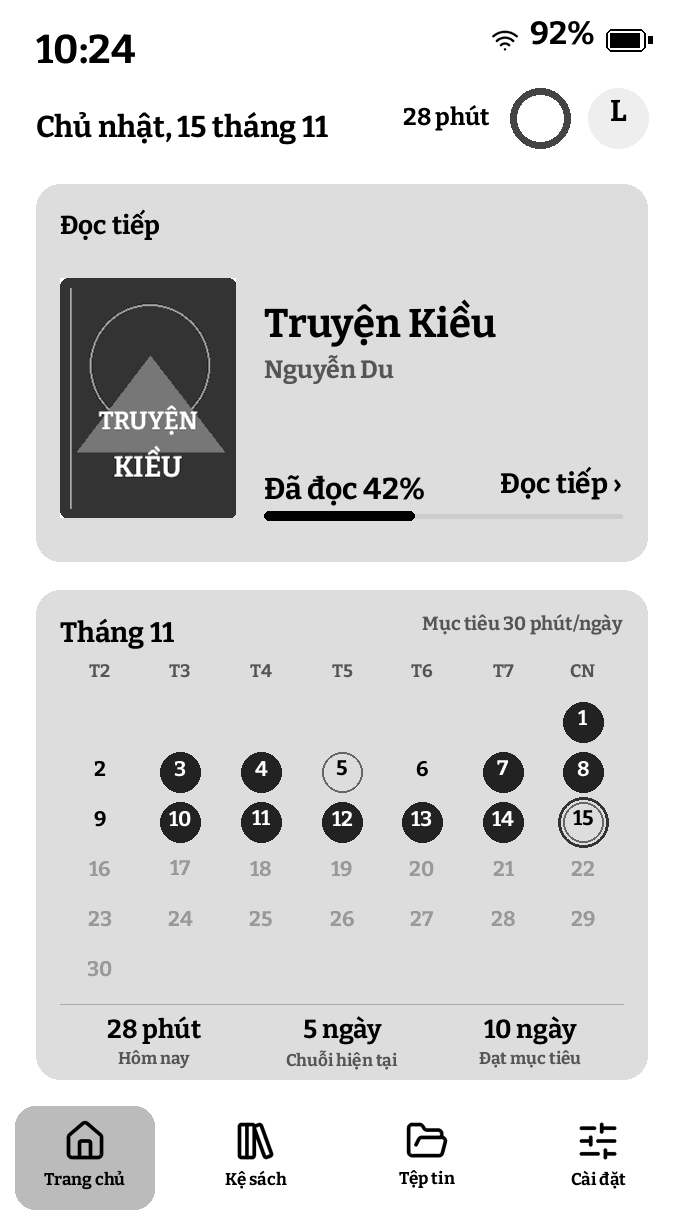 10:24
92%
Chủ nhật, 15 tháng 11
28 phút
L
Đọc tiếp
TRUYỆN
KIỀU
Truyện Kiều
Nguyễn Du
Đã đọc 42%
Đọc tiếp ›
Tháng 11
Mục tiêu 30 phút/ngày
T2 T3 T4 T5 T6 T7 CN
1
2 3 4 5 6 7 8
9 10 11 12 13 14 15
16 17 18 19 20 21 22
23 24 25 26 27 28 29
30
28 phút 5 ngày 10 ngày
Hôm nay Chuỗi hiện tại Đạt mục tiêu
Trang chủ Kệ sách Tệp tin Cài đặt